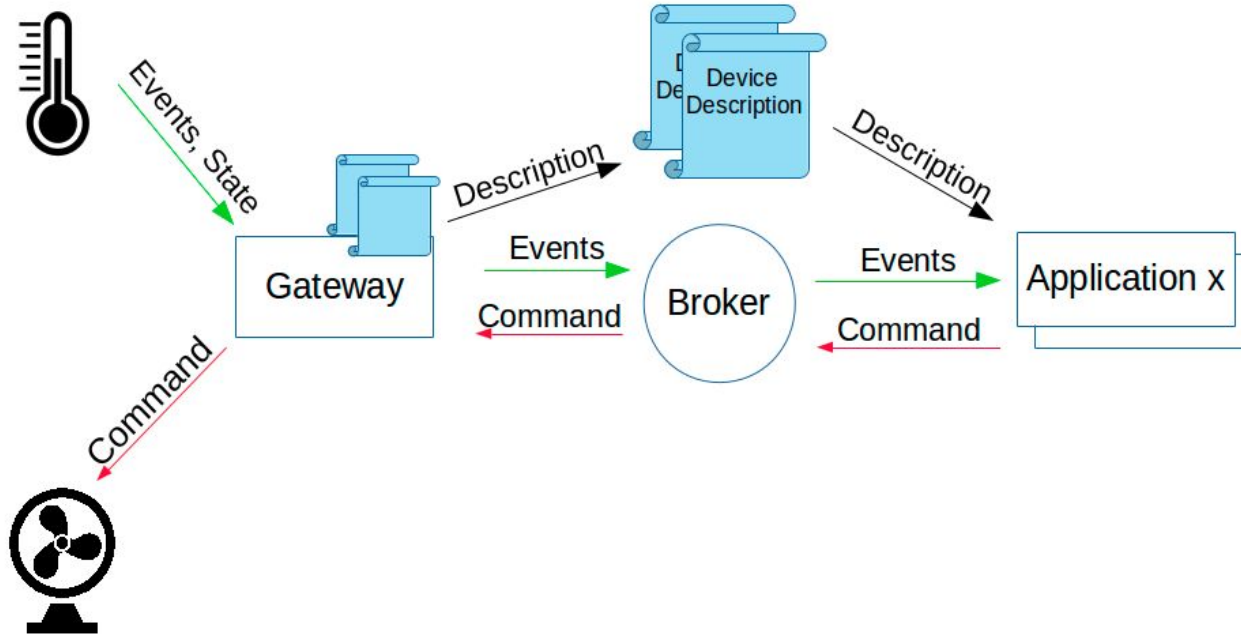 Events, State
Device
Description
Description
Description
Gateway
Events
Command
Broker
Events
Command
Application x
Command